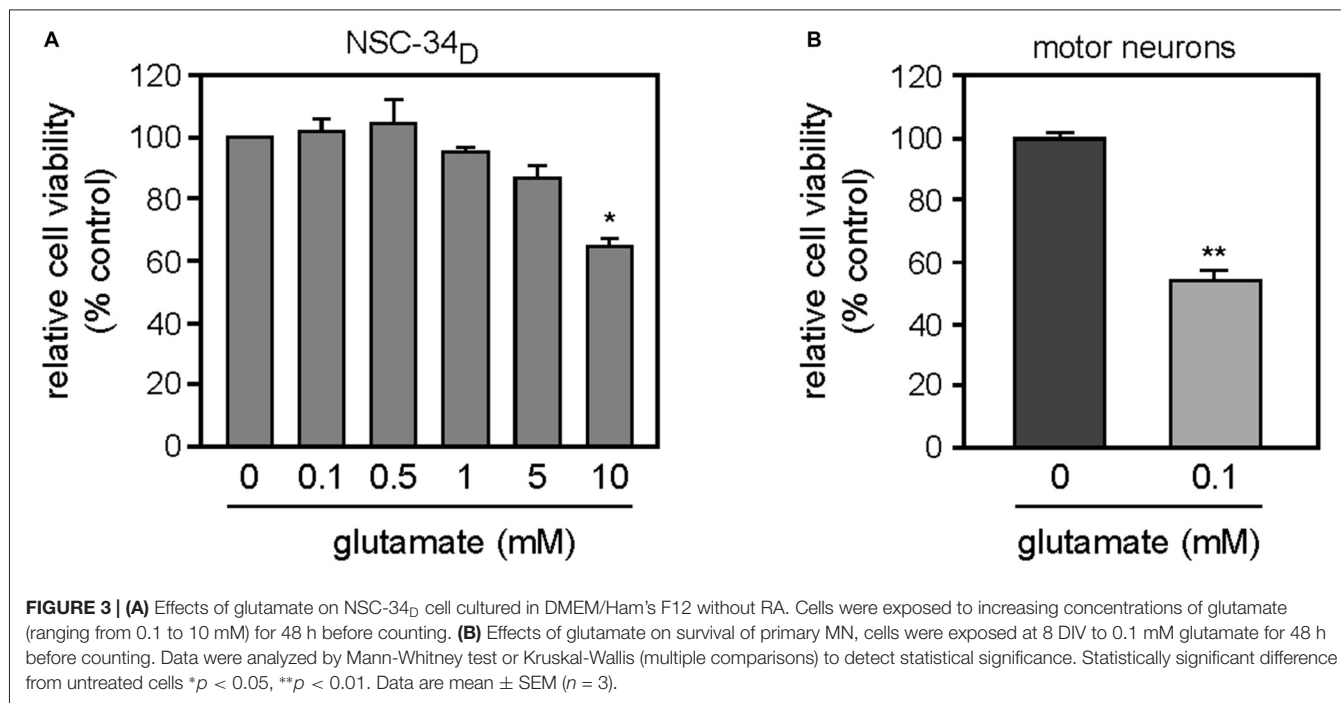 A
NSC-34D
relative cell viability
(% control)
120
100
80
60
40
20
0
*
0 0.1 0.5 1 5 10
glutamate (mM)
B
motor neurons
relative cell viability
(% control)
120
100
80
60
40
20
0
**
0 0.1
glutamate (mM)
FIGURE 3 | (A) Effects of glutamate on NSC-34D cell cultured in DMEM/Ham's F12 without RA. Cells were exposed to increasing concentrations of glutamate
(ranging from 0.1 to 10 mM) for 48 h before counting. (B) Effects of glutamate on survival of primary MN, cells were exposed at 8 DIV to 0.1 mM glutamate for 48 h
before counting. Data were analyzed by Mann-Whitney test or Kruskal-Wallis (multiple comparisons) to detect statistical significance. Statistically significant difference
from untreated cells *p < 0.05, **p < 0.01. Data are mean ± SEM (n = 3).